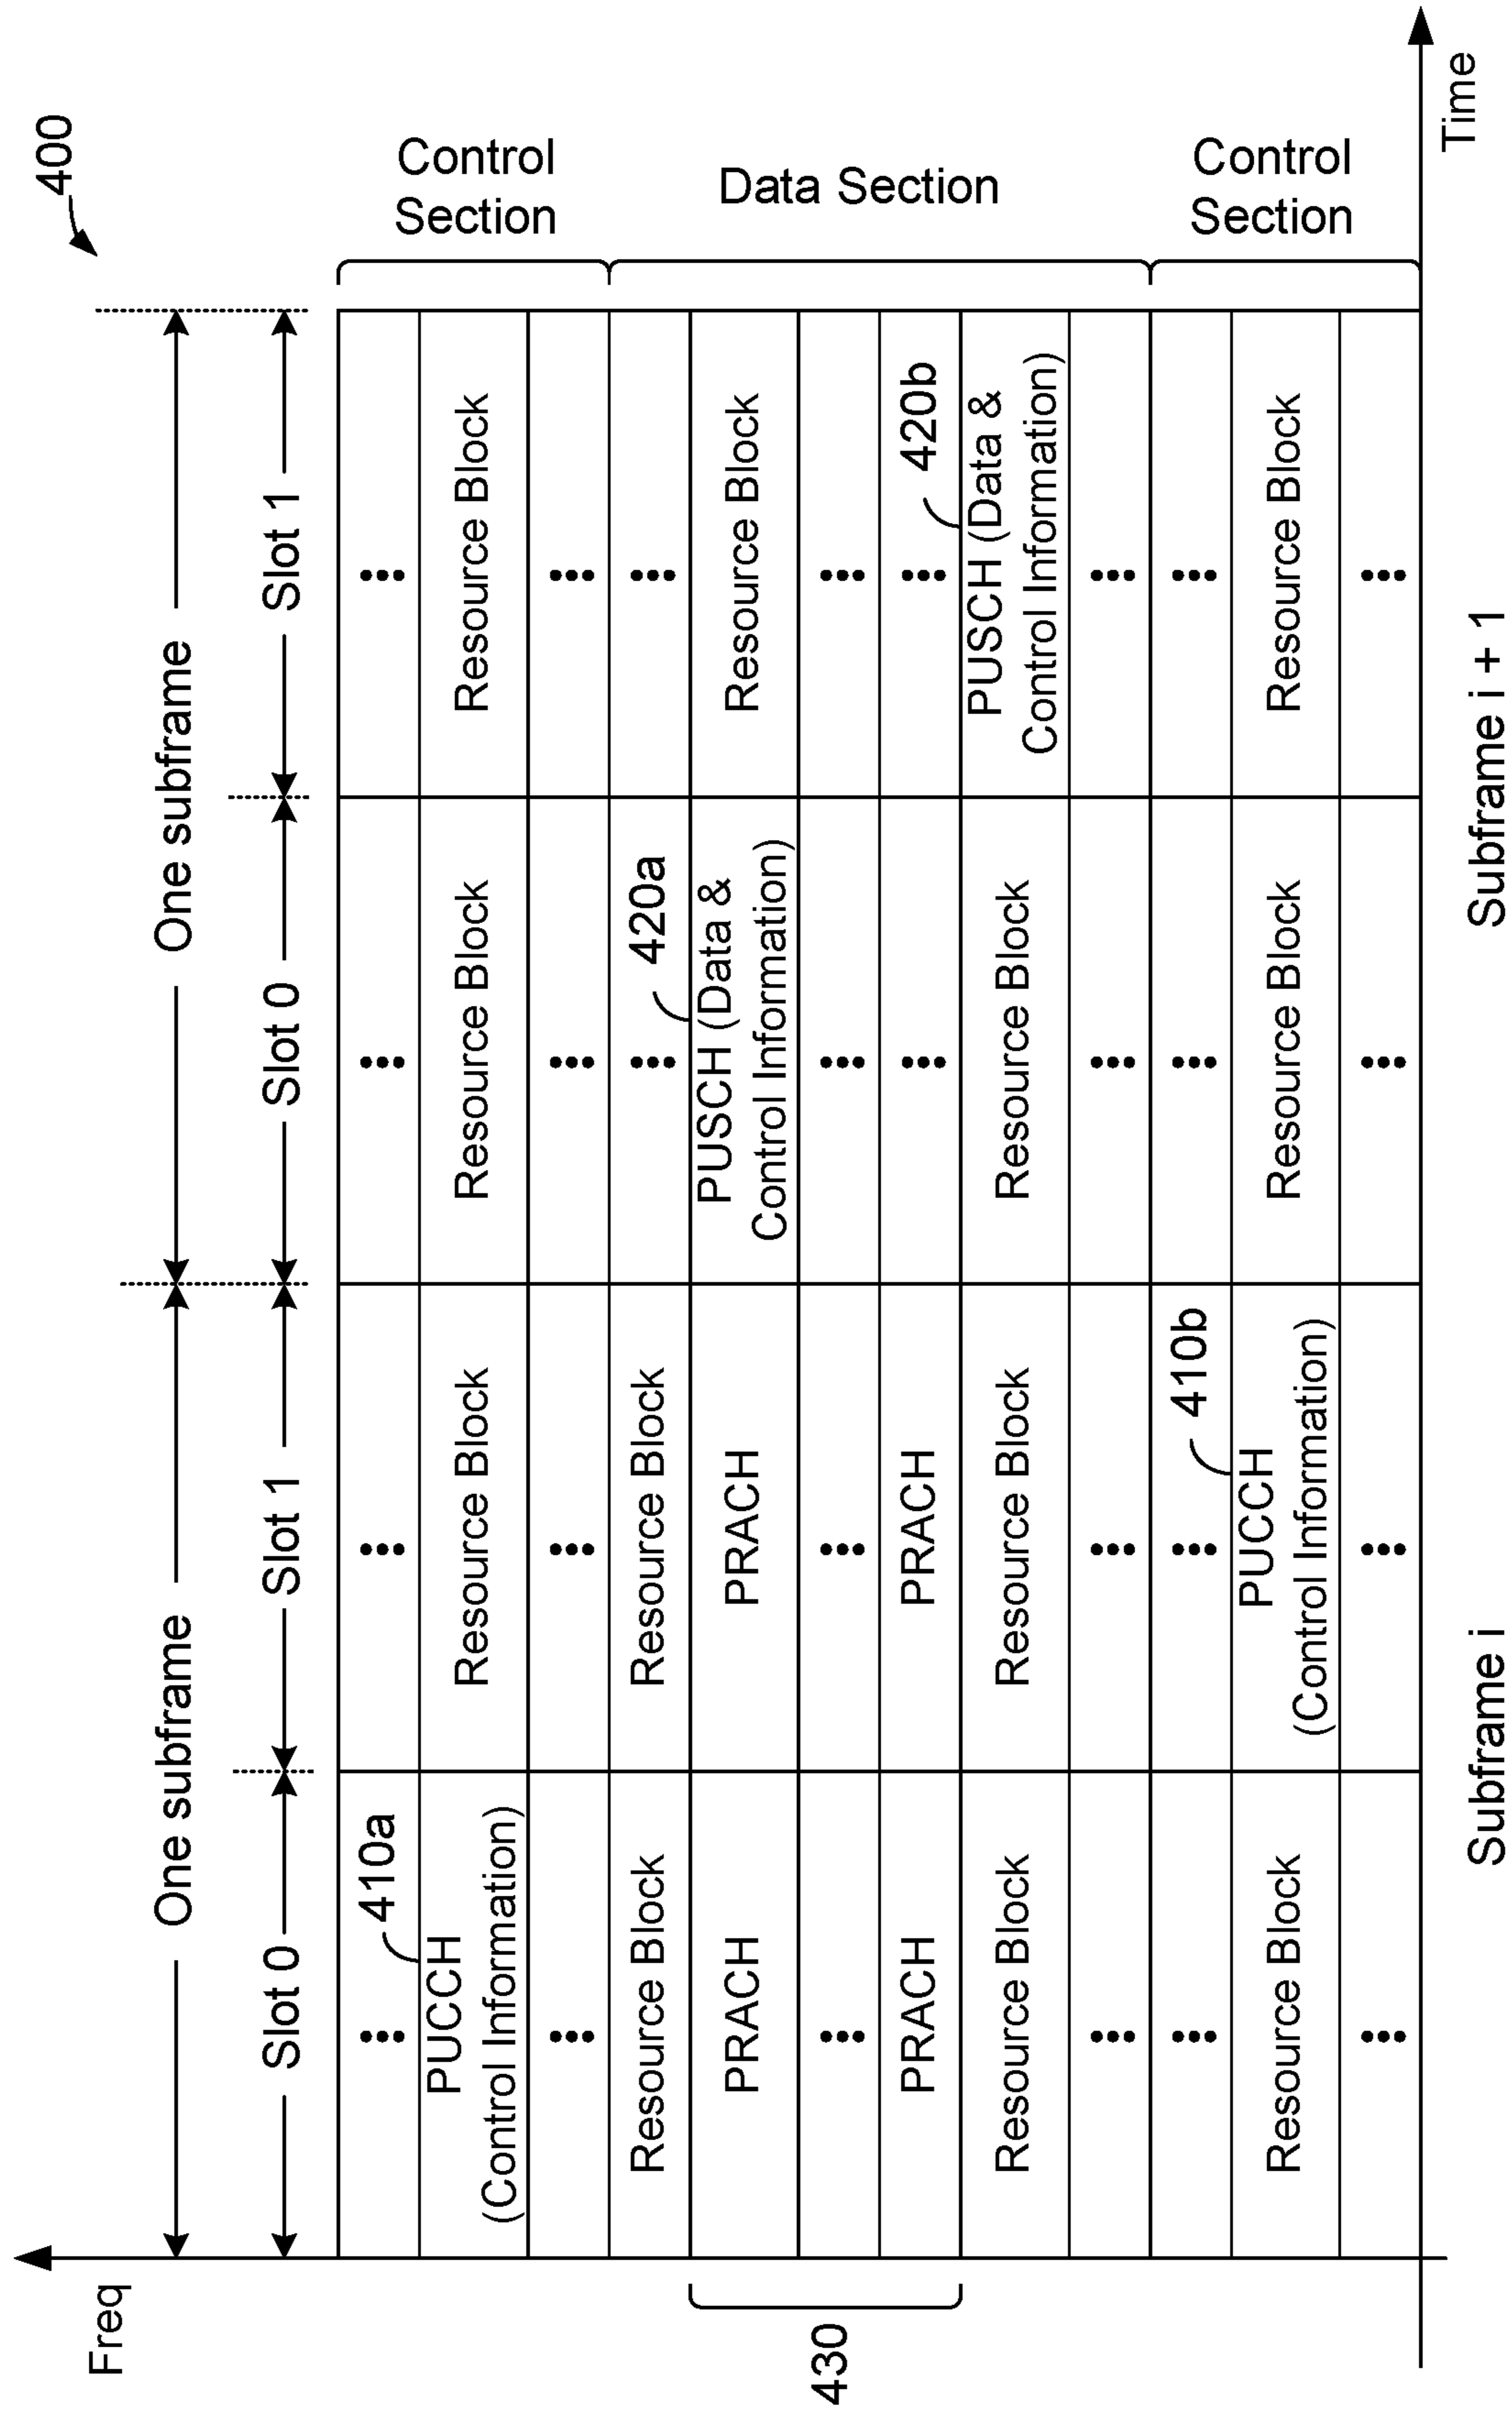 400
One subframe
One subframe
Slot 0
Slot 1
Slot 0
Slot 1
Freq
Control
Section
Data Section
Control
Section
430
•••
•••
•••
•••
410a
PUCCH
(Control Information)
Resource Block
Resource Block
Resource Block
•••
•••
•••
•••
Resource Block
Resource Block
•••
•••
420a
PRACH
PRACH
PUSCH (Data &
Control Information)
Resource Block
•••
•••
•••
•••
PRACH
PRACH
•••
•••
420b
Resource Block
Resource Block
Resource Block
PUSCH (Data &
Control Information)
•••
•••
•••
•••
•••
•••
•••
•••
410b
Resource Block
PUCCH
(Control Information)
Resource Block
Resource Block
•••
•••
•••
•••
Time
Subframe i
Subframe i + 1